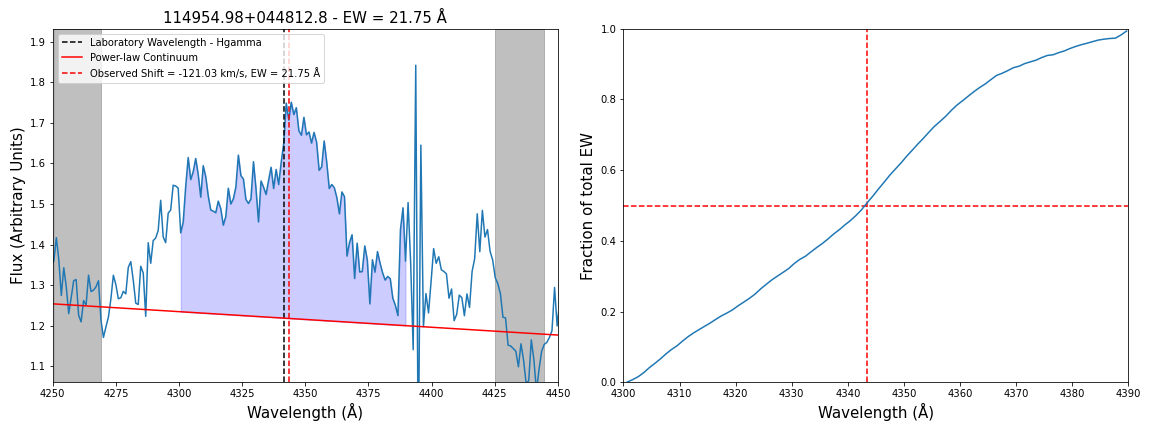 114954.98+044812.8 - EW = 21.75 Å
Laboratory Wavelength - Hgamma
Power-law Continuum
Observed Shift = -121.03 km/s, EW = 21.75 Å
Flux (Arbitrary Units)
1.9
1.8
1.7
1.6
1.5
1.4
1.3
1.2
1.1
4250 4275 4300 4325 4350 4375 4400 4425 4450
Wavelength (Å)
Fraction of total EW
1.0
0.8
0.6
0.4
0.2
0.0
4300 4310 4320 4330 4340 4350 4360 4370 4380 4390
Wavelength (Å)